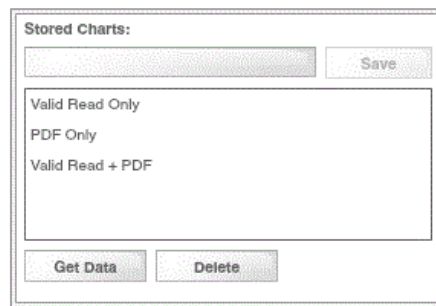 Stored Charts:
Save
Valid Read Only
PDF Only
Valid Read + PDF
Get Data Delete